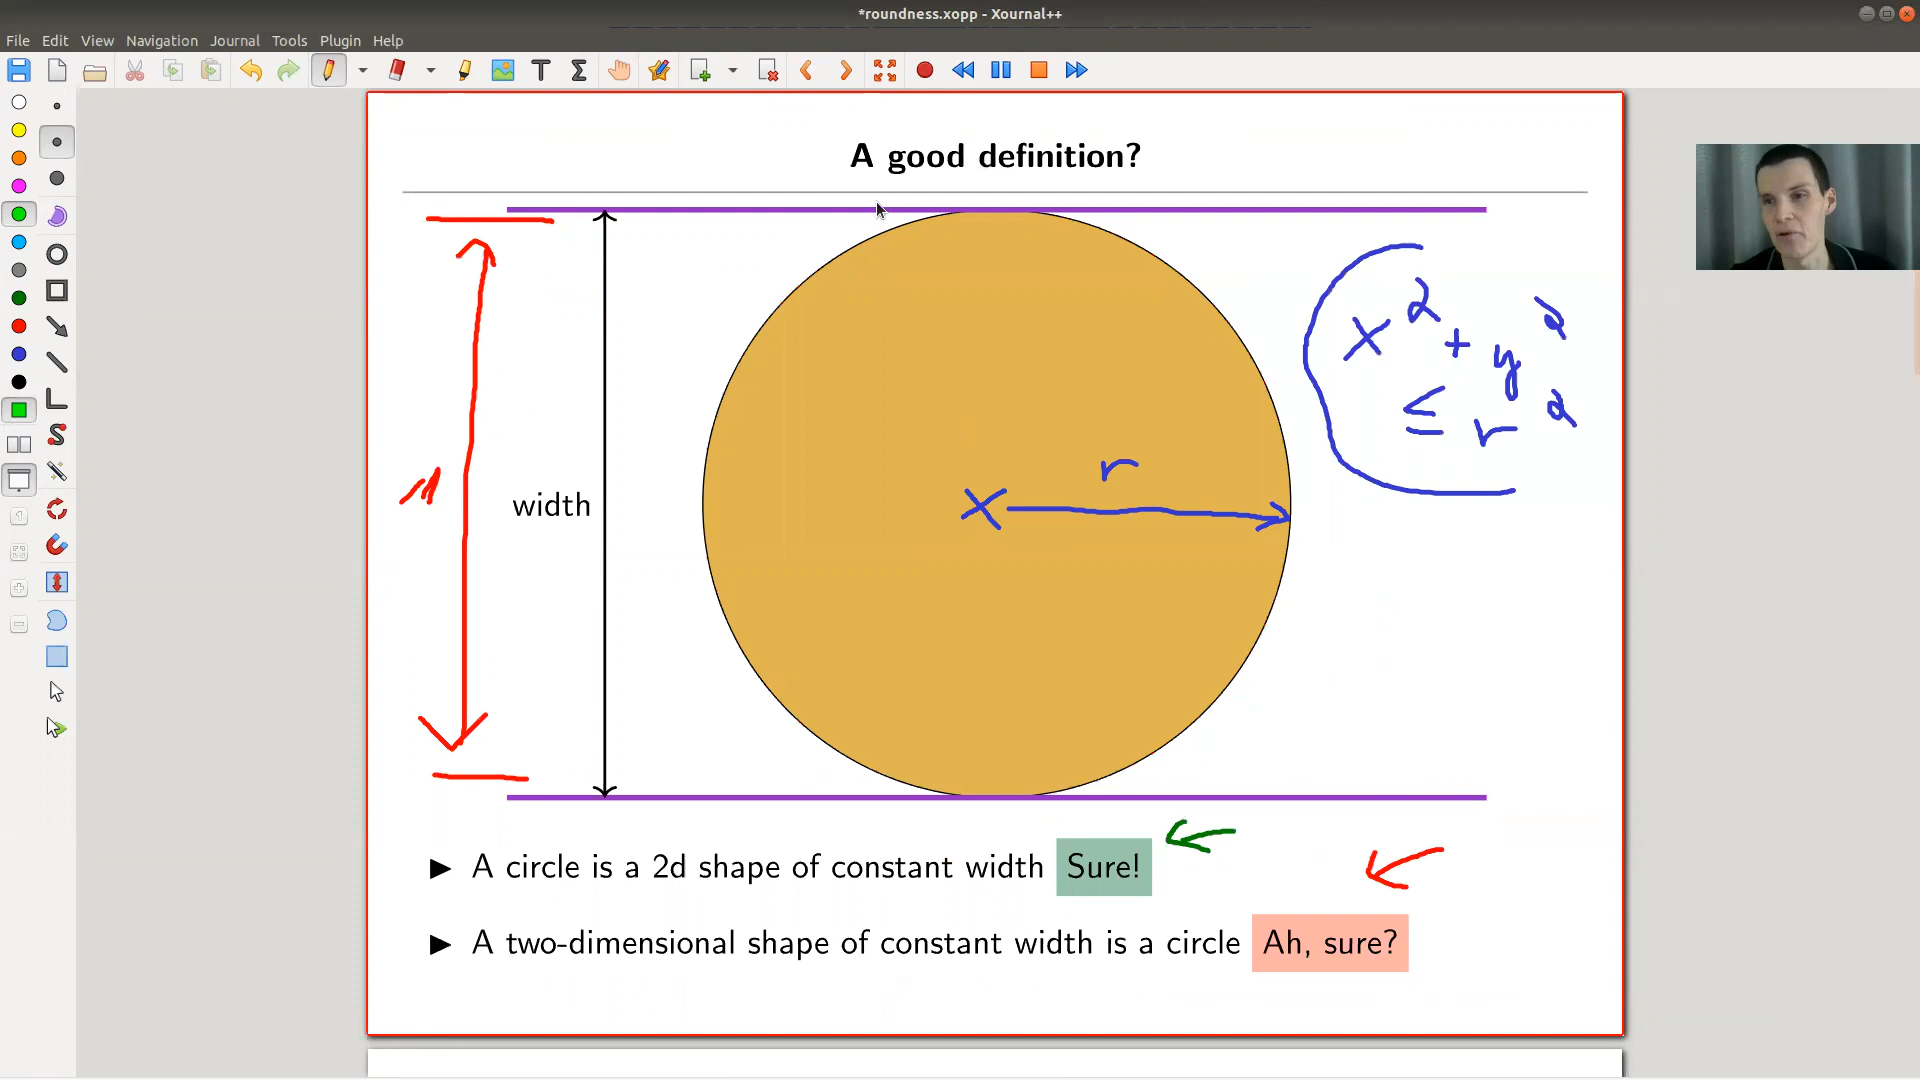 *roundness.xopp - Xournal++
File Edit View Navigation Journal Tools Plugin Help
A good definition?
x² + y²
≤ r²
r
1
width
A circle is a 2d shape of constant width Sure!
A two-dimensional shape of constant width is a circle Ah, sure?